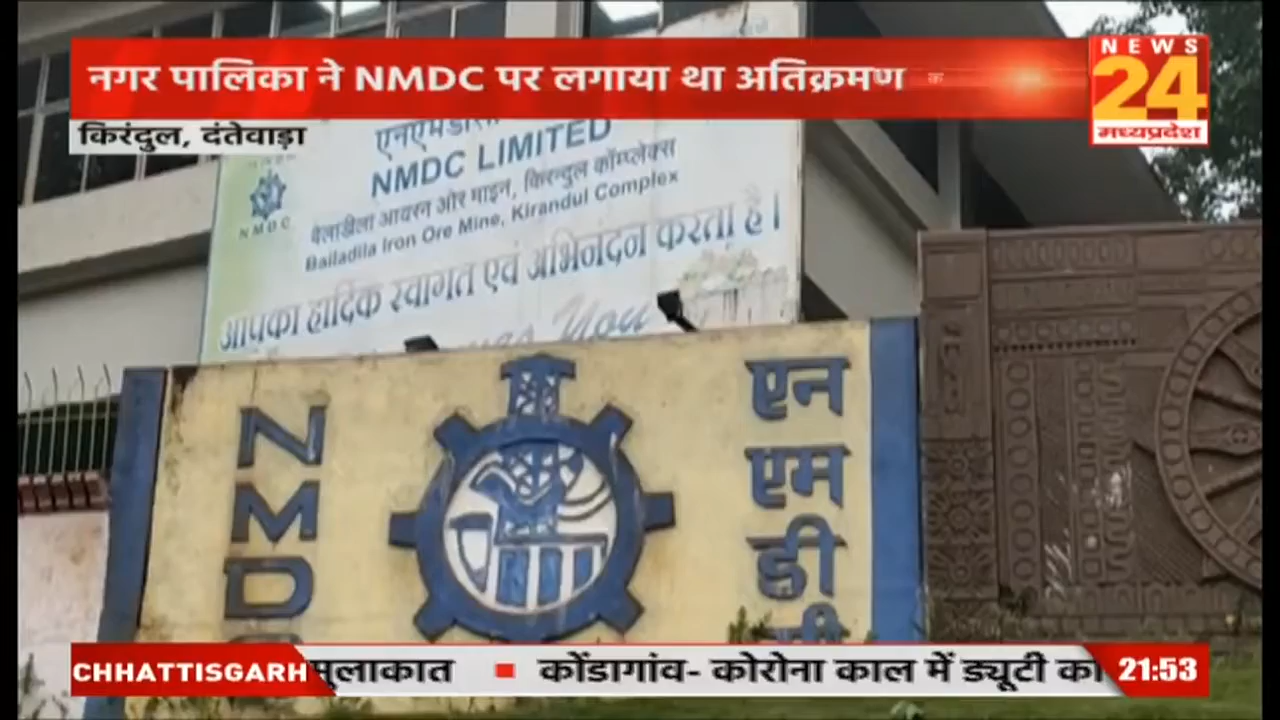 नगर पालिका ने NMDC पर लगाया था अतिक्रमण क
NEWS
24
मध्यप्रदेश
किरंदुल, दंतेवाड़ा
NMDC LIMITED
बैलाडीला आयरन ओर माइन, किरन्दुल कॉम्प्लेक्स
Bailadila Iron Ore Mine, Kirandul Complex
NMDC
आपका हार्दिक स्वागत एवं अभिनंदन करता है।
You
N
M
D
एन
एम
डी
CHHATTISGARH
मुलाकात
कोंडागांव- कोरोना काल में ड्यूटी का
21:53